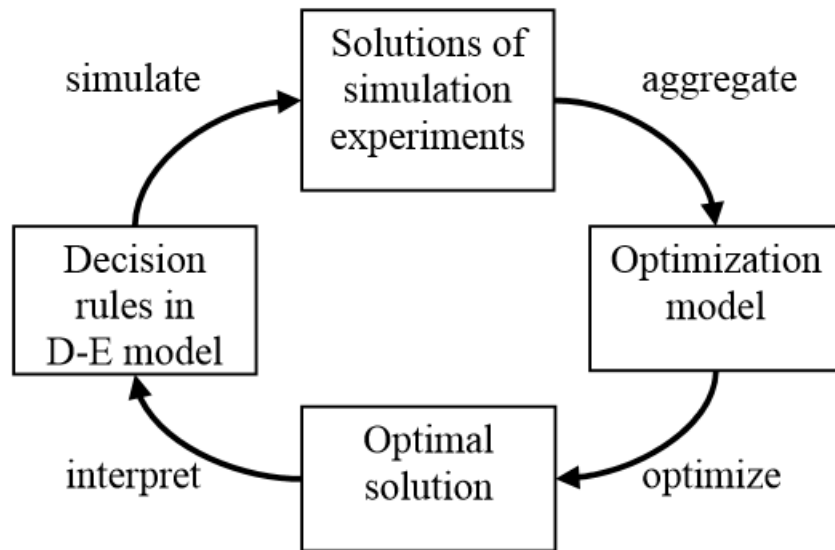 simulate
Solutions of
simulation
experiments
aggregate
Decision
rules in
D-E model
Optimization
model
interpret
Optimal
solution
optimize